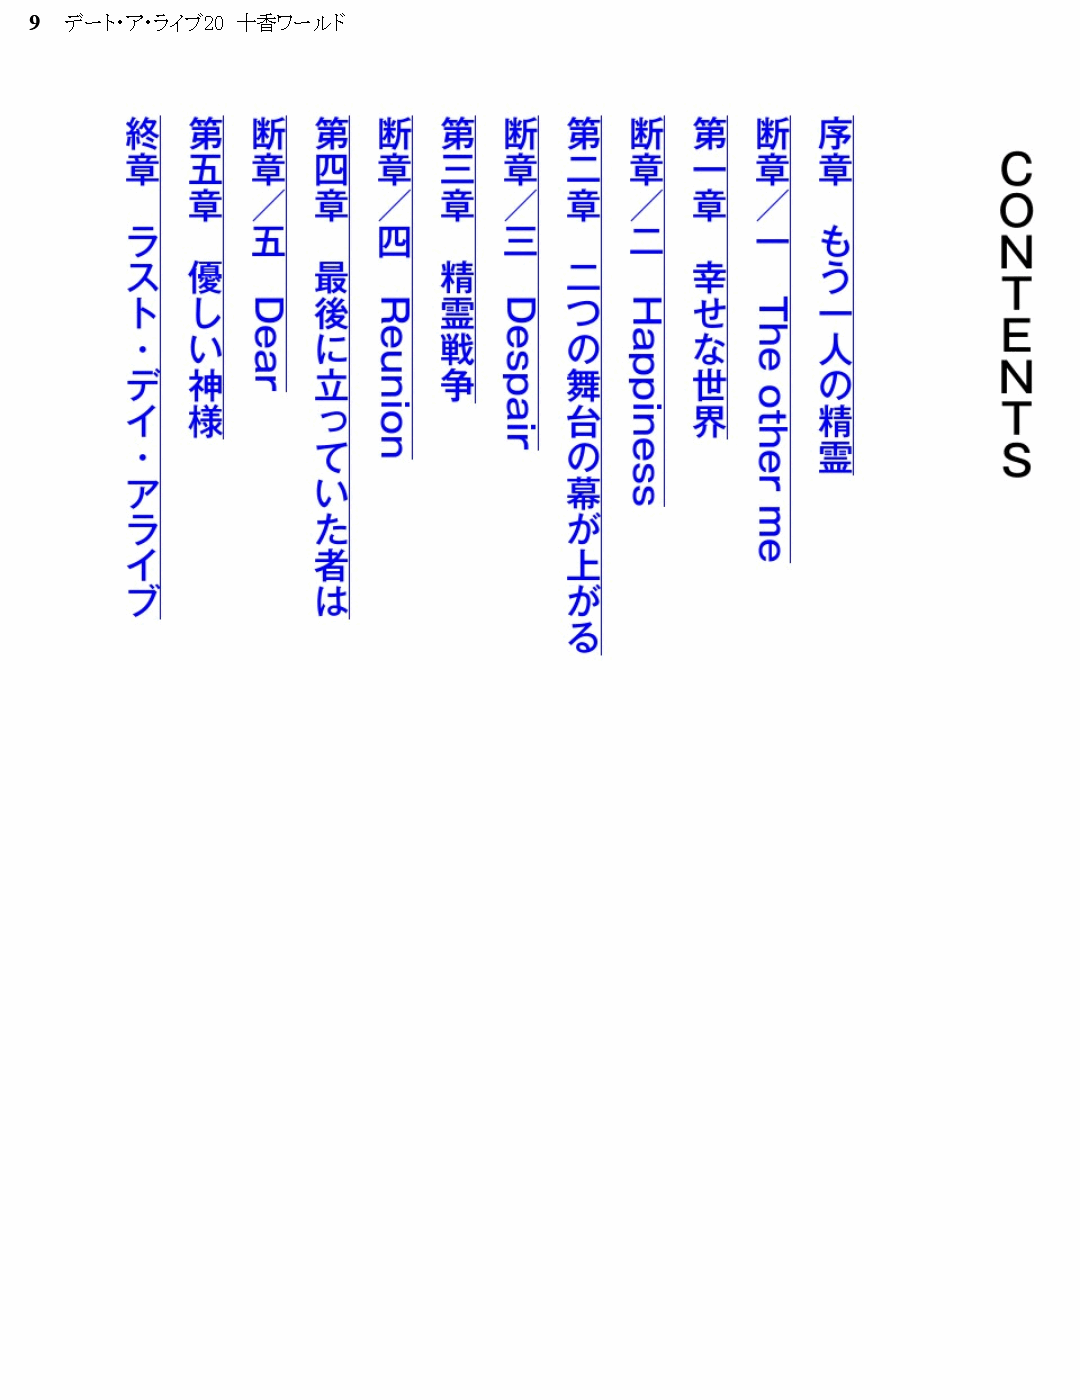 9 デート・ア・ライブ20 十香ワールド
CONTENTS
序章 もう一人の精霊
断章／一 The other me
第一章 幸せな世界
断章／二 Happiness
第二章 二つの舞台の幕が上がる
断章／三 Despair
第三章 精霊戦争
断章／四 Reunion
第四章 最後に立っていた者は
断章／五 Dear
第五章 優しい神様
終章 ラスト・デイ・アライブ